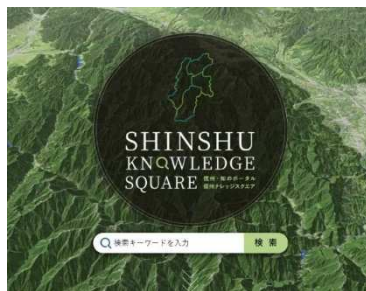 SHINSHU
KNOWLEDGE
SQUARE
信州・知のポータル
信州ナレッジスクエア
検索キーワードを入力
検索